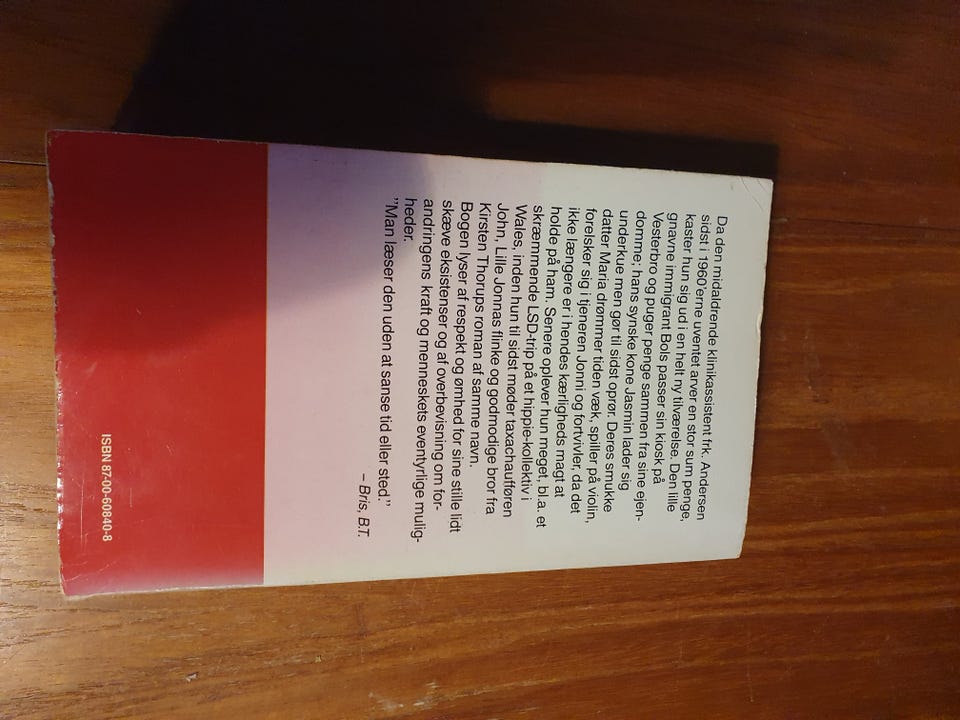 Da den midaldrende klinikassistent frk. Andersen
sidst i 1960'erne uventet arver en stor sum penge,
kaster hun sig ud i en helt ny tilværelse. Den lille
gnavne immigrant Bols passer sin kiosk på
Vesterbro og puger penge sammen fra sine ejen-
domme; hans synske kone Jasmin lader sig
underkue men gør til sidst oprør. Deres smukke
datter Maria drømmer tiden væk, spiller på violin,
forelsker sig i tjeneren Jonni og fortvivler, da det
ikke længere er i hendes kærligheds magt at
holde på ham. Senere oplever hun meget, bl.a. et
skræmmende LSD-trip på et hippie-kollektiv i
Wales, inden hun til sidst møder taxachaufføren
John, Lille Jonnas flinke og godmodige bror fra
Kirsten Thorups roman af samme navn.
Bogen lyser af respekt og ømhed for sine stille lidt
skæve eksistenser og af overbevisning om for-
andringens kraft og menneskets eventyrlige mulig-
heder.
"Man læser den uden at sanse tid eller sted."
– Bris, B.T.
ISBN 87-00-60840-8